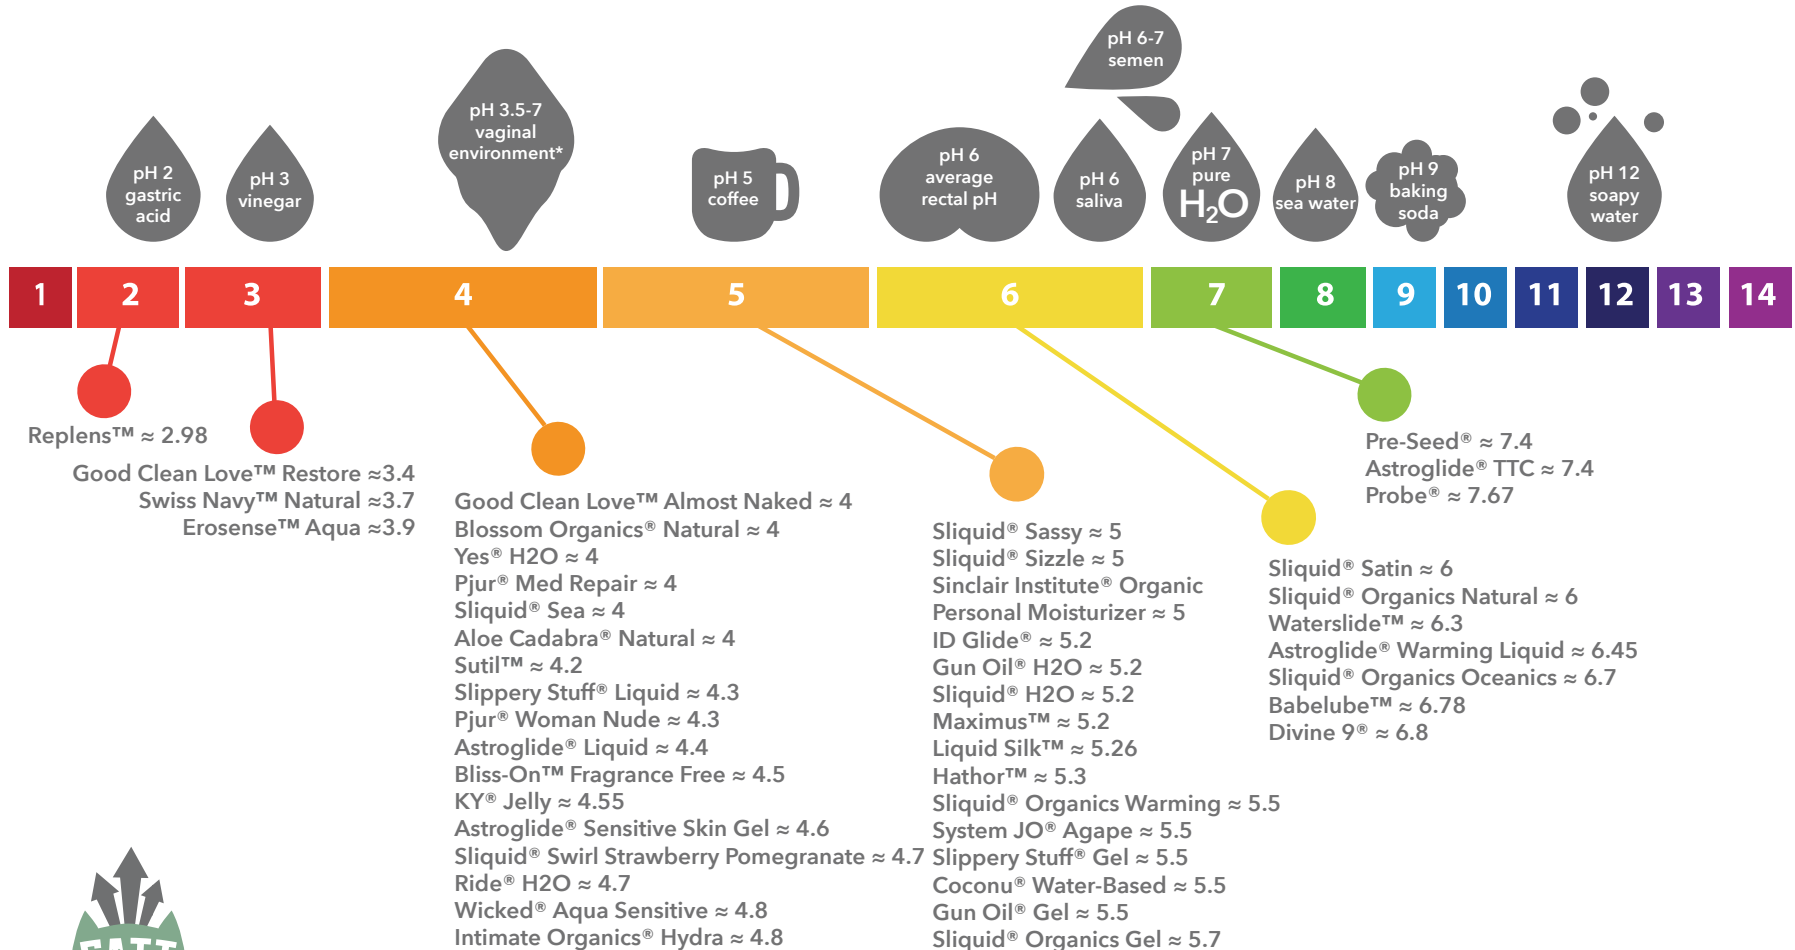 pH 2
gastric
acid
pH 3
vinegar
pH 3.5-7
vaginal
environment*
pH 5
coffee
pH 6
average
rectal pH
pH 6
saliva
pH 6-7
semen
pH 7
pure
H₂O
pH 8
sea water
pH 9
baking
soda
pH 12
soapy
water
1 2 3 4 5 6 7 8 9 10 11 12 13 14
Replens™ ≈ 2.98
Good Clean Love™ Restore ≈3.4
Swiss Navy™ Natural ≈3.7
Erosense™ Aqua ≈3.9
Good Clean Love™ Almost Naked ≈ 4
Blossom Organics® Natural ≈ 4
Yes® H2O ≈ 4
Pjur® Med Repair ≈ 4
Sliquid® Sea ≈ 4
Aloe Cadabra® Natural ≈ 4
Sutil™ ≈ 4.2
Slippery Stuff® Liquid ≈ 4.3
Pjur® Woman Nude ≈ 4.3
Astroglide® Liquid ≈ 4.4
Bliss-On™ Fragrance Free ≈ 4.5
KY® Jelly ≈ 4.55
Astroglide® Sensitive Skin Gel ≈ 4.6
Sliquid® Swirl Strawberry Pomegranate ≈ 4.7
Ride® H2O ≈ 4.7
Wicked® Aqua Sensitive ≈ 4.8
Intimate Organics® Hydra ≈ 4.8
Sliquid® Sassy ≈ 5
Sliquid® Sizzle ≈ 5
Sinclair Institute® Organic
Personal Moisturizer ≈ 5
ID Glide® ≈ 5.2
Gun Oil® H2O ≈ 5.2
Sliquid® H2O ≈ 5.2
Maximus™ ≈ 5.2
Liquid Silk™ ≈ 5.26
Hathor™ ≈ 5.3
Sliquid® Organics Warming ≈ 5.5
System JO® Agape ≈ 5.5
Slippery Stuff® Gel ≈ 5.5
Coconu® Water-Based ≈ 5.5
Gun Oil® Gel ≈ 5.5
Sliquid® Organics Gel ≈ 5.7
Sliquid® Satin ≈ 6
Sliquid® Organics Natural ≈ 6
Waterslide™ ≈ 6.3
Astroglide® Warming Liquid ≈ 6.45
Sliquid® Organics Oceanics ≈ 6.7
Babelube™ ≈ 6.78
Divine 9® ≈ 6.8
Pre-Seed® ≈ 7.4
Astroglide® TTC ≈ 7.4
Probe® ≈ 7.67